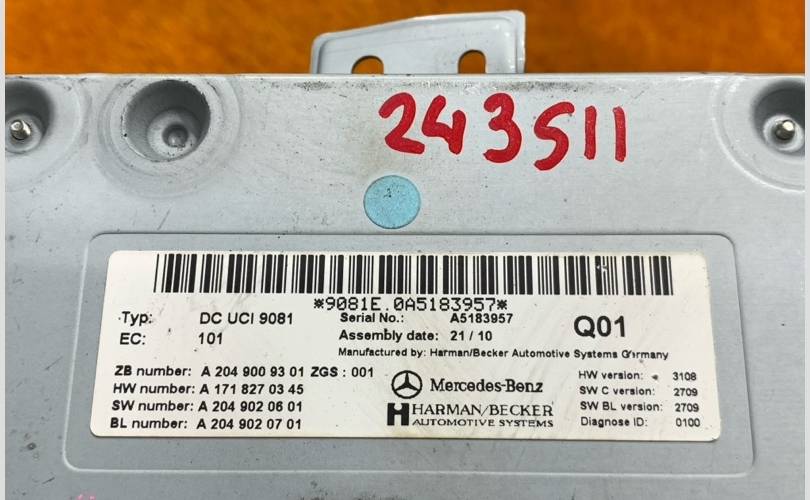 243511
*9081E.0A5183957*
Typ: DC UCI 9081
EC: 101
Serial No.: A5183957
Assembly date: 21 / 10
Q01
Manufactured by: Harman/Becker Automotive Systems Germany
ZB number: A 204 900 93 01 ZGS : 001
HW number: A 171 827 03 45
SW number: A 204 902 06 01
BL number: A 204 902 07 01
Mercedes-Benz
HARMAN/BECKER
AUTOMOTIVE SYSTEMS
HW version: 3108
SW C version: 2709
SW BL version: 2709
Diagnose ID: 0100